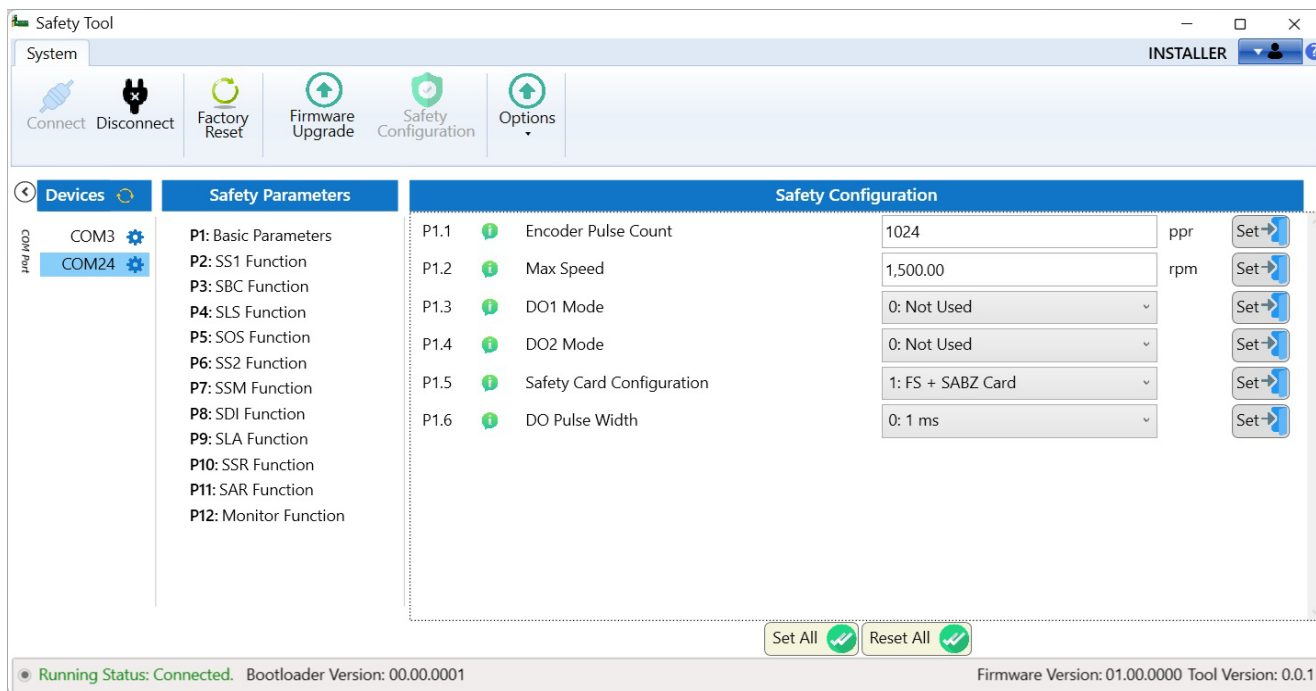 Safety Tool
System
INSTALLER
?
Connect
Disconnect
Factory
Reset
Firmware
Upgrade
Safety
Configuration
Options
Devices
Safety Parameters
Safety Configuration
COM Port
COM3
COM24
P1: Basic Parameters
P2: SS1 Function
P3: SBC Function
P4: SLS Function
P5: SOS Function
P6: SS2 Function
P7: SSM Function
P8: SDI Function
P9: SLA Function
P10: SSR Function
P11: SAR Function
P12: Monitor Function
P1.1 Encoder Pulse Count 1024 ppr Set
P1.2 Max Speed 1,500.00 rpm Set
P1.3 DO1 Mode 0: Not Used Set
P1.4 DO2 Mode 0: Not Used Set
P1.5 Safety Card Configuration 1: FS + SABZ Card Set
P1.6 DO Pulse Width 0: 1 ms Set
Set All Reset All
Running Status: Connected. Bootloader Version: 00.00.0001 Firmware Version: 01.00.0000 Tool Version: 0.0.1